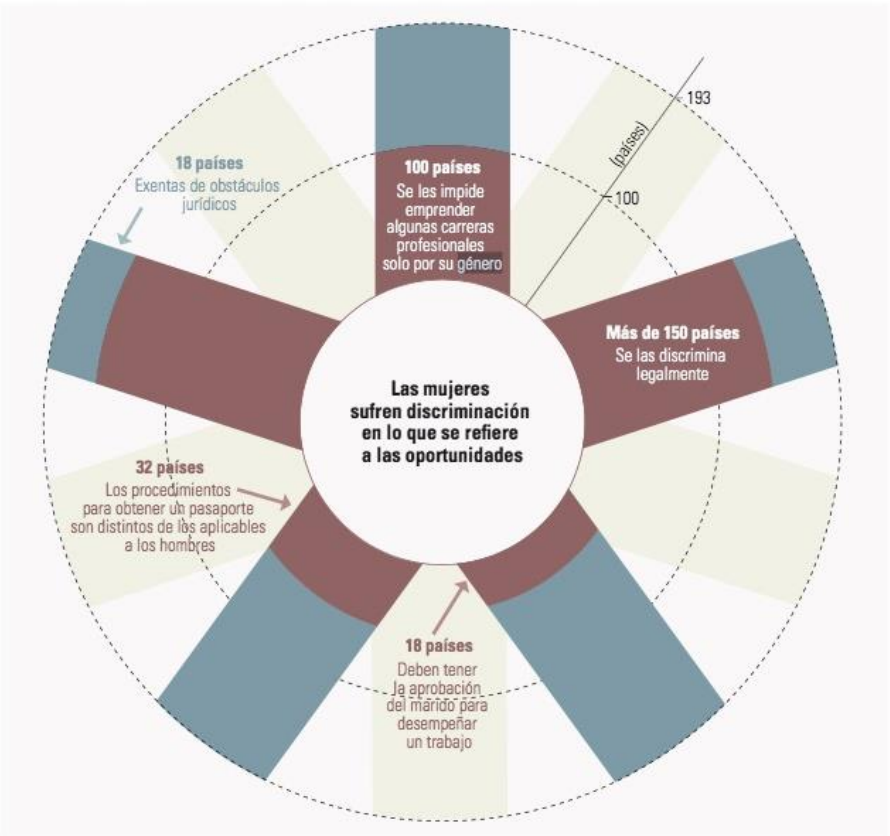 193
(países)
100
18 países
Exentas de obstáculos
jurídicos
100 países
Se les impide
emprender
algunas carreras
profesionales
solo por su género
Más de 150 países
Se las discrimina
legalmente
Las mujeres
sufren discriminación
en lo que se refiere
a las oportunidades
32 países
Los procedimientos
para obtener un pasaporte
son distintos de los aplicables
a los hombres
18 países
Deben tener
la aprobación
del marido para
desempeñar
un trabajo